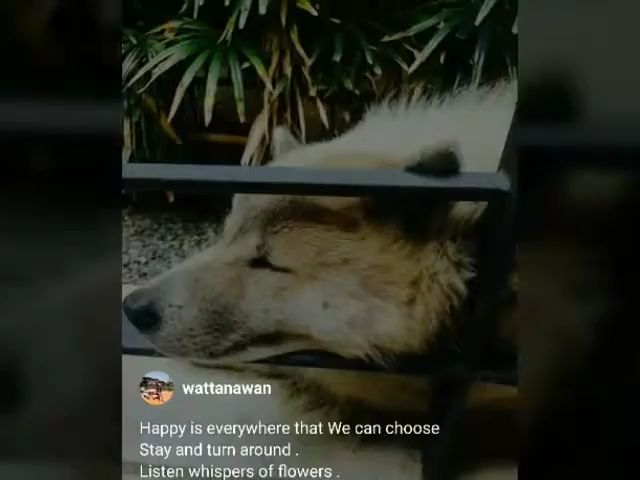 wattanawan
Happy is everywhere that We can choose
Stay and turn around .
Listen whispers of flowers .